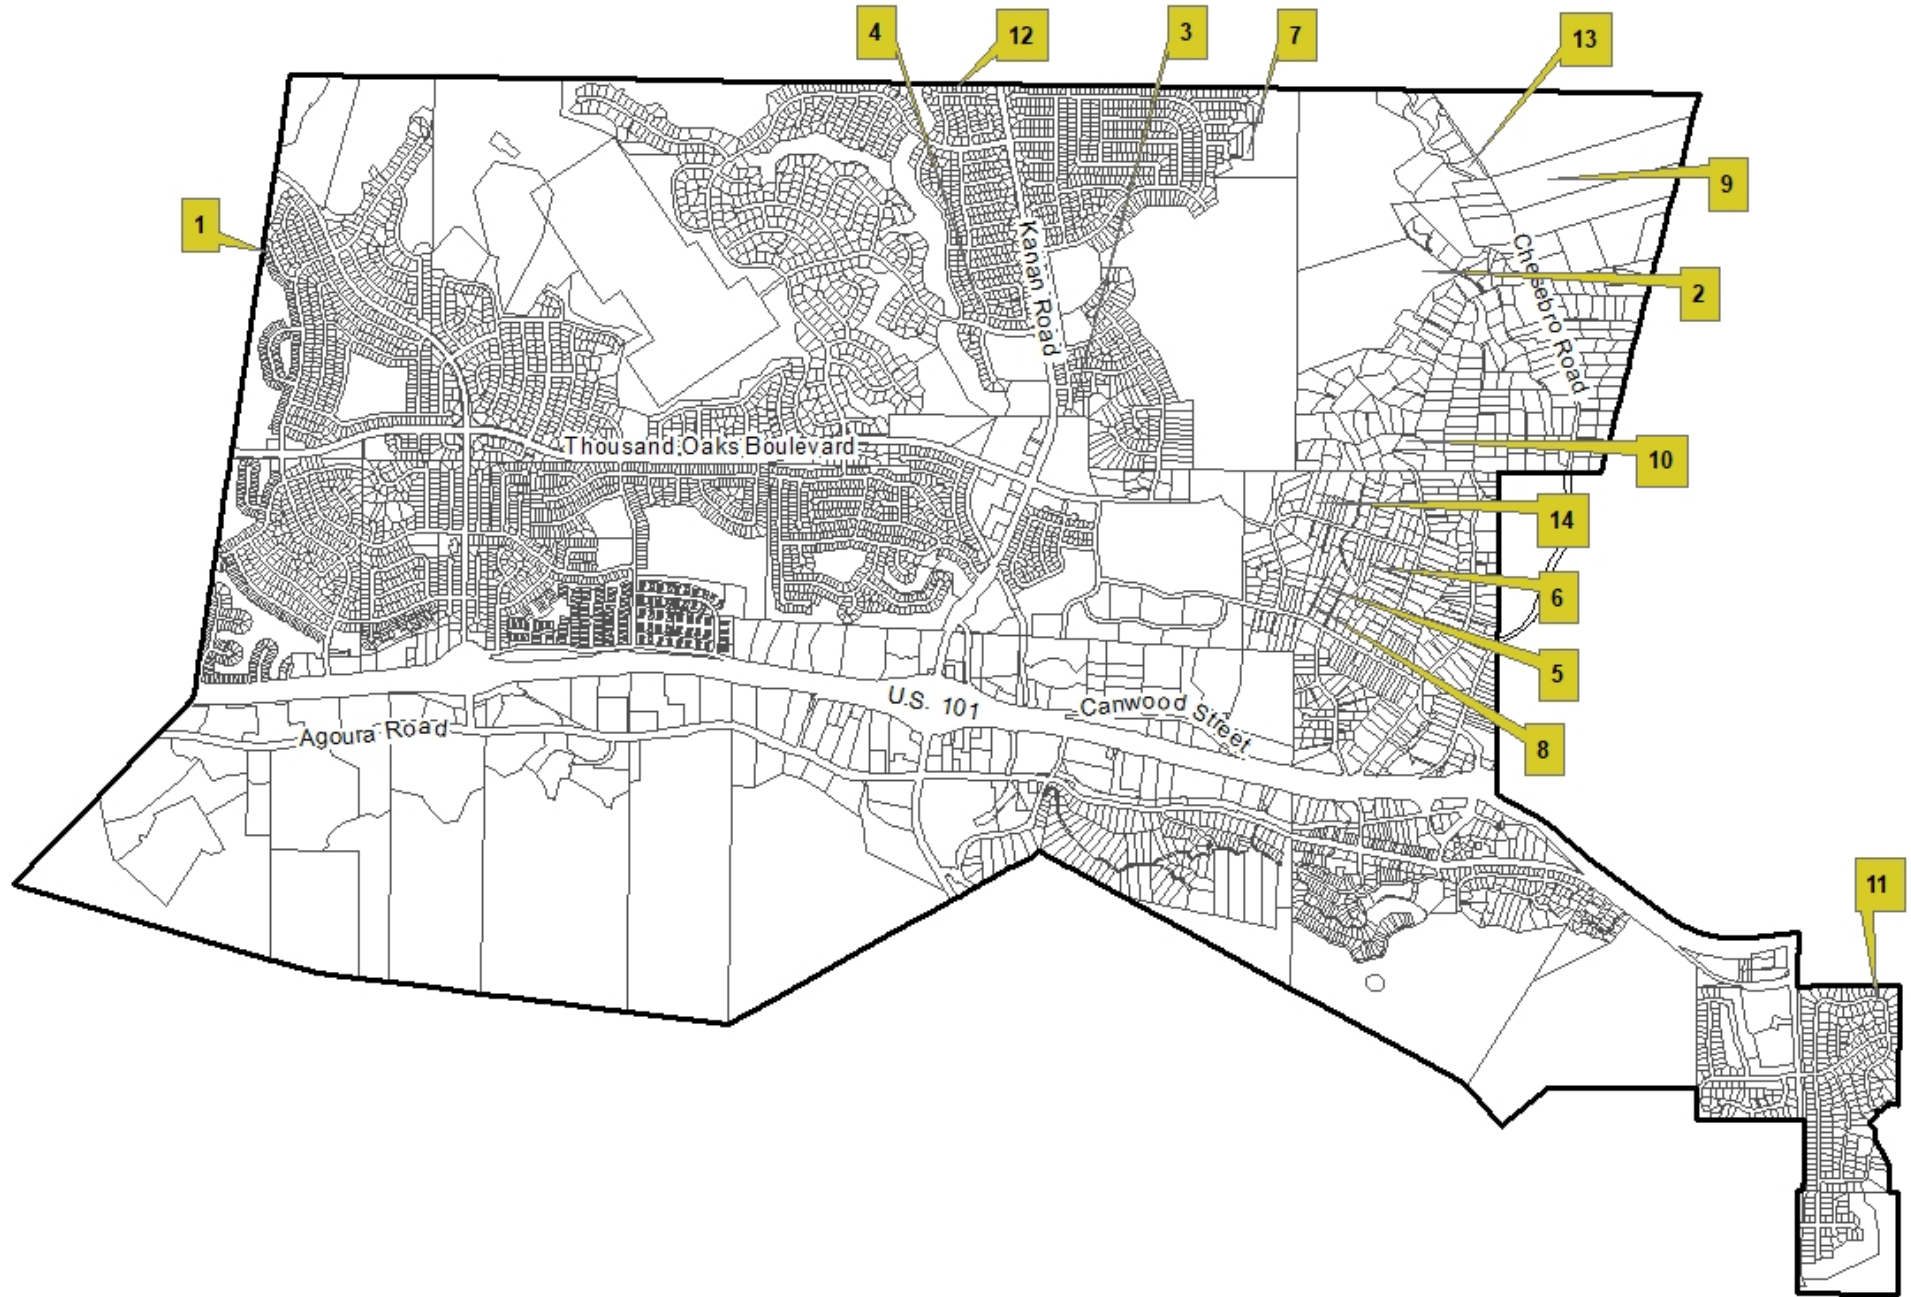 4
12
3
7
13
9
1
2
Kanan Road
Chesebro Road
Thousand Oaks Boulevard
10
14
6
5
U.S. 101
Canwood Street
Agoura Road
8
11